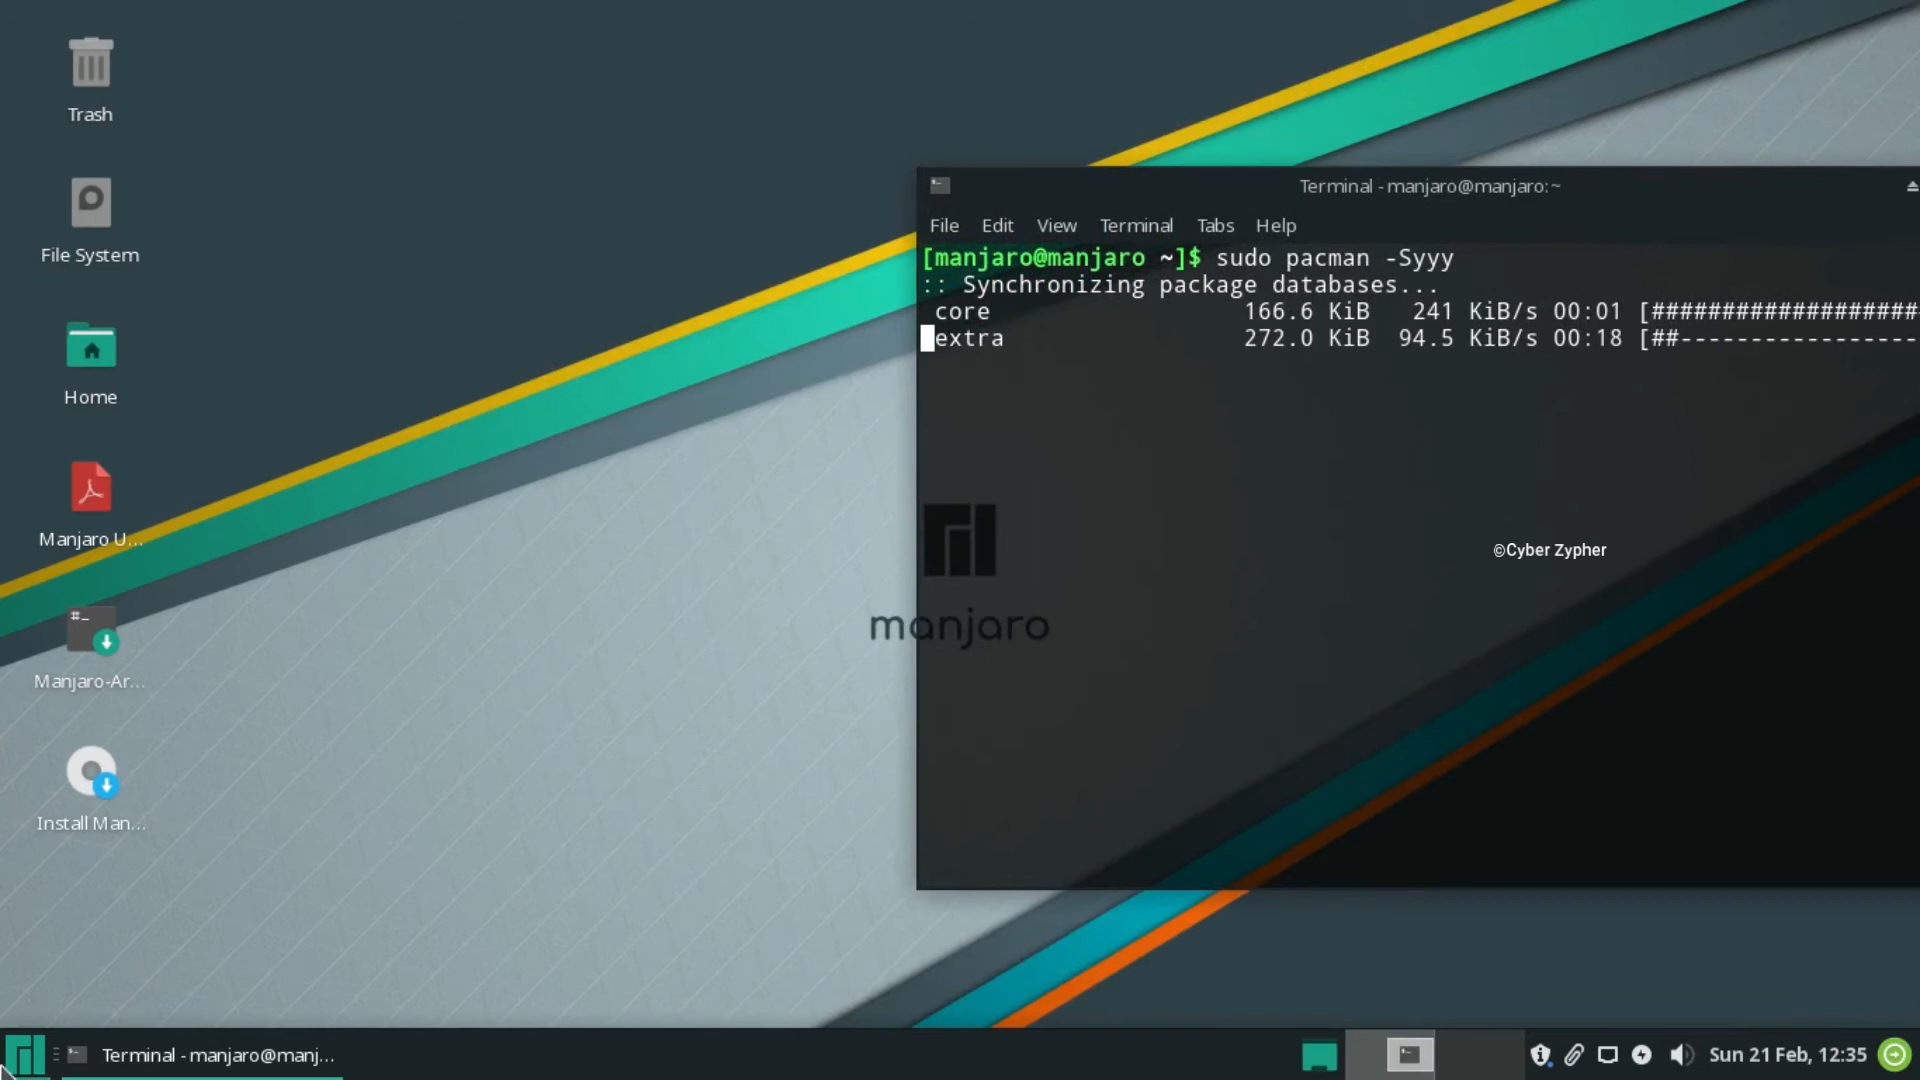 Trash
File System
Home
Manjaro U...
Manjaro-Ar...
Install Man...
Terminal - manjaro@manjaro:~
File Edit View Terminal Tabs Help
[manjaro@manjaro ~]$ sudo pacman -Syyy
:: Synchronizing package databases...
core 166.6 KiB 241 KiB/s 00:01 [###################
extra 272.0 KiB 94.5 KiB/s 00:18 [##-----------------
©Cyber Zypher
manjaro
Terminal - manjaro@manj...
Sun 21 Feb, 12:35